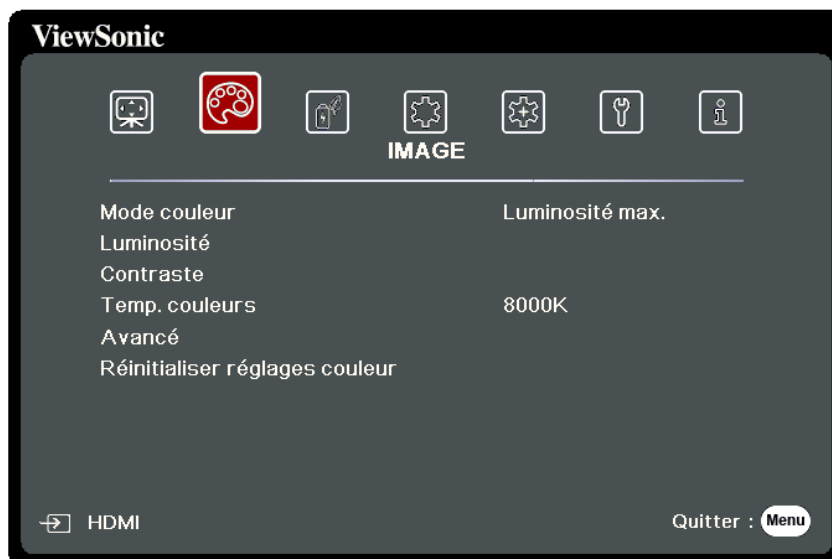 ViewSonic
IMAGE
Mode couleur Luminosité max.
Luminosité
Contraste
Temp. couleurs 8000K
Avancé
Réinitialiser réglages couleur
HDMI Quitter : Menu